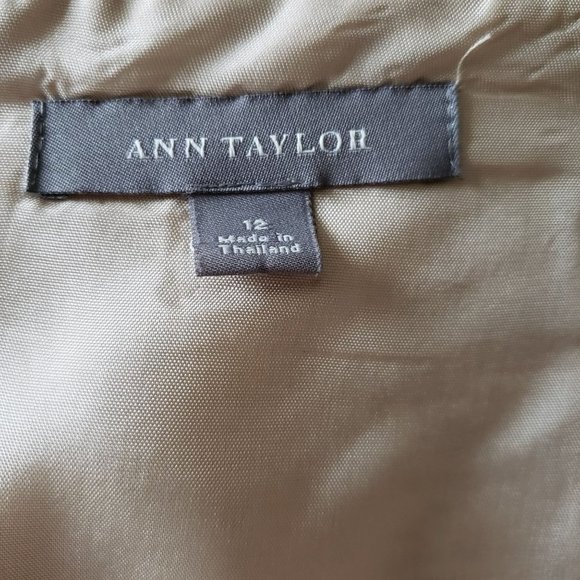 ANN TAYLOR
12
Made in
Thailand